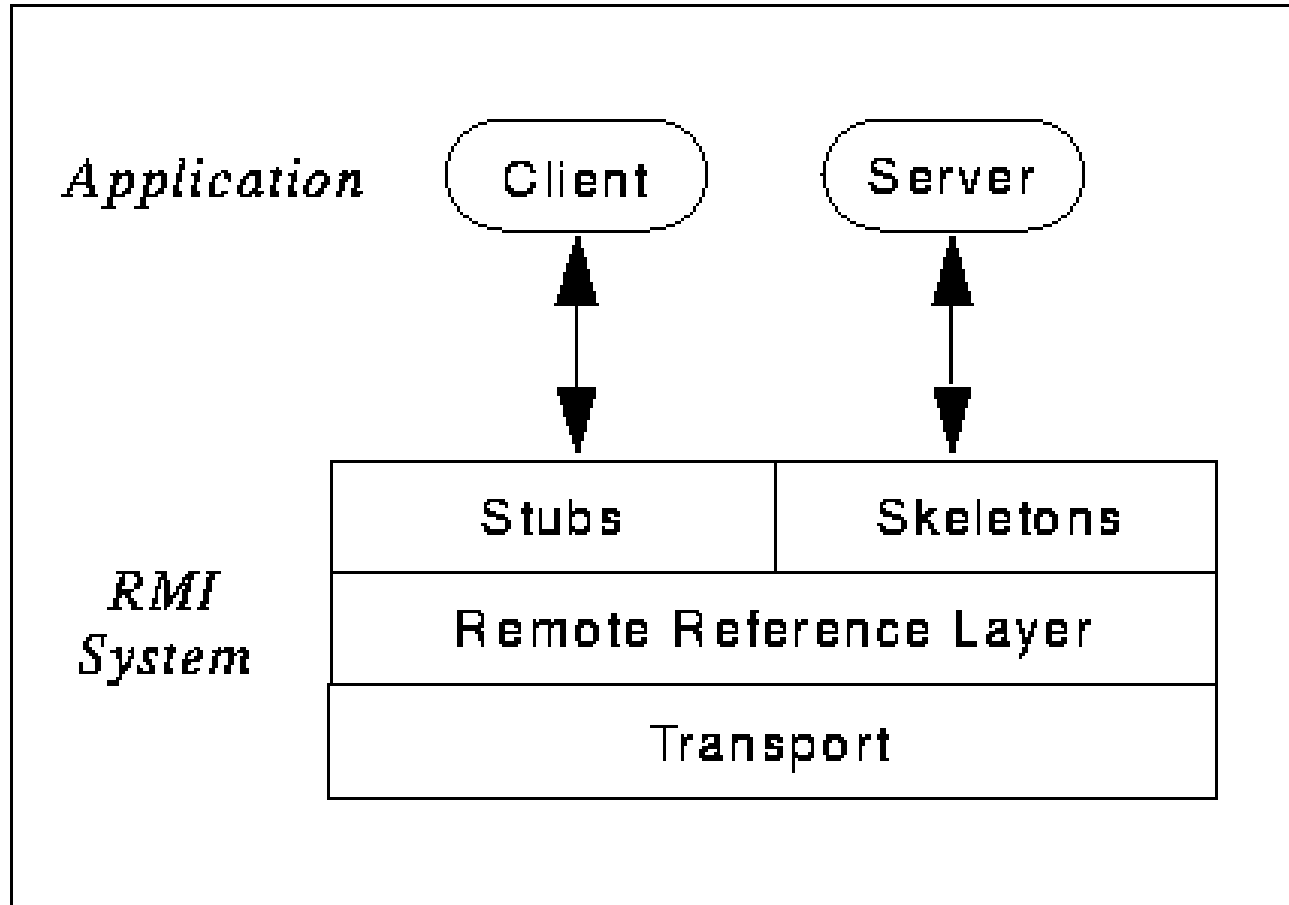 Application
Client
Server
Stubs
Skeletons
RMI
System
Remote Reference Layer
Transport